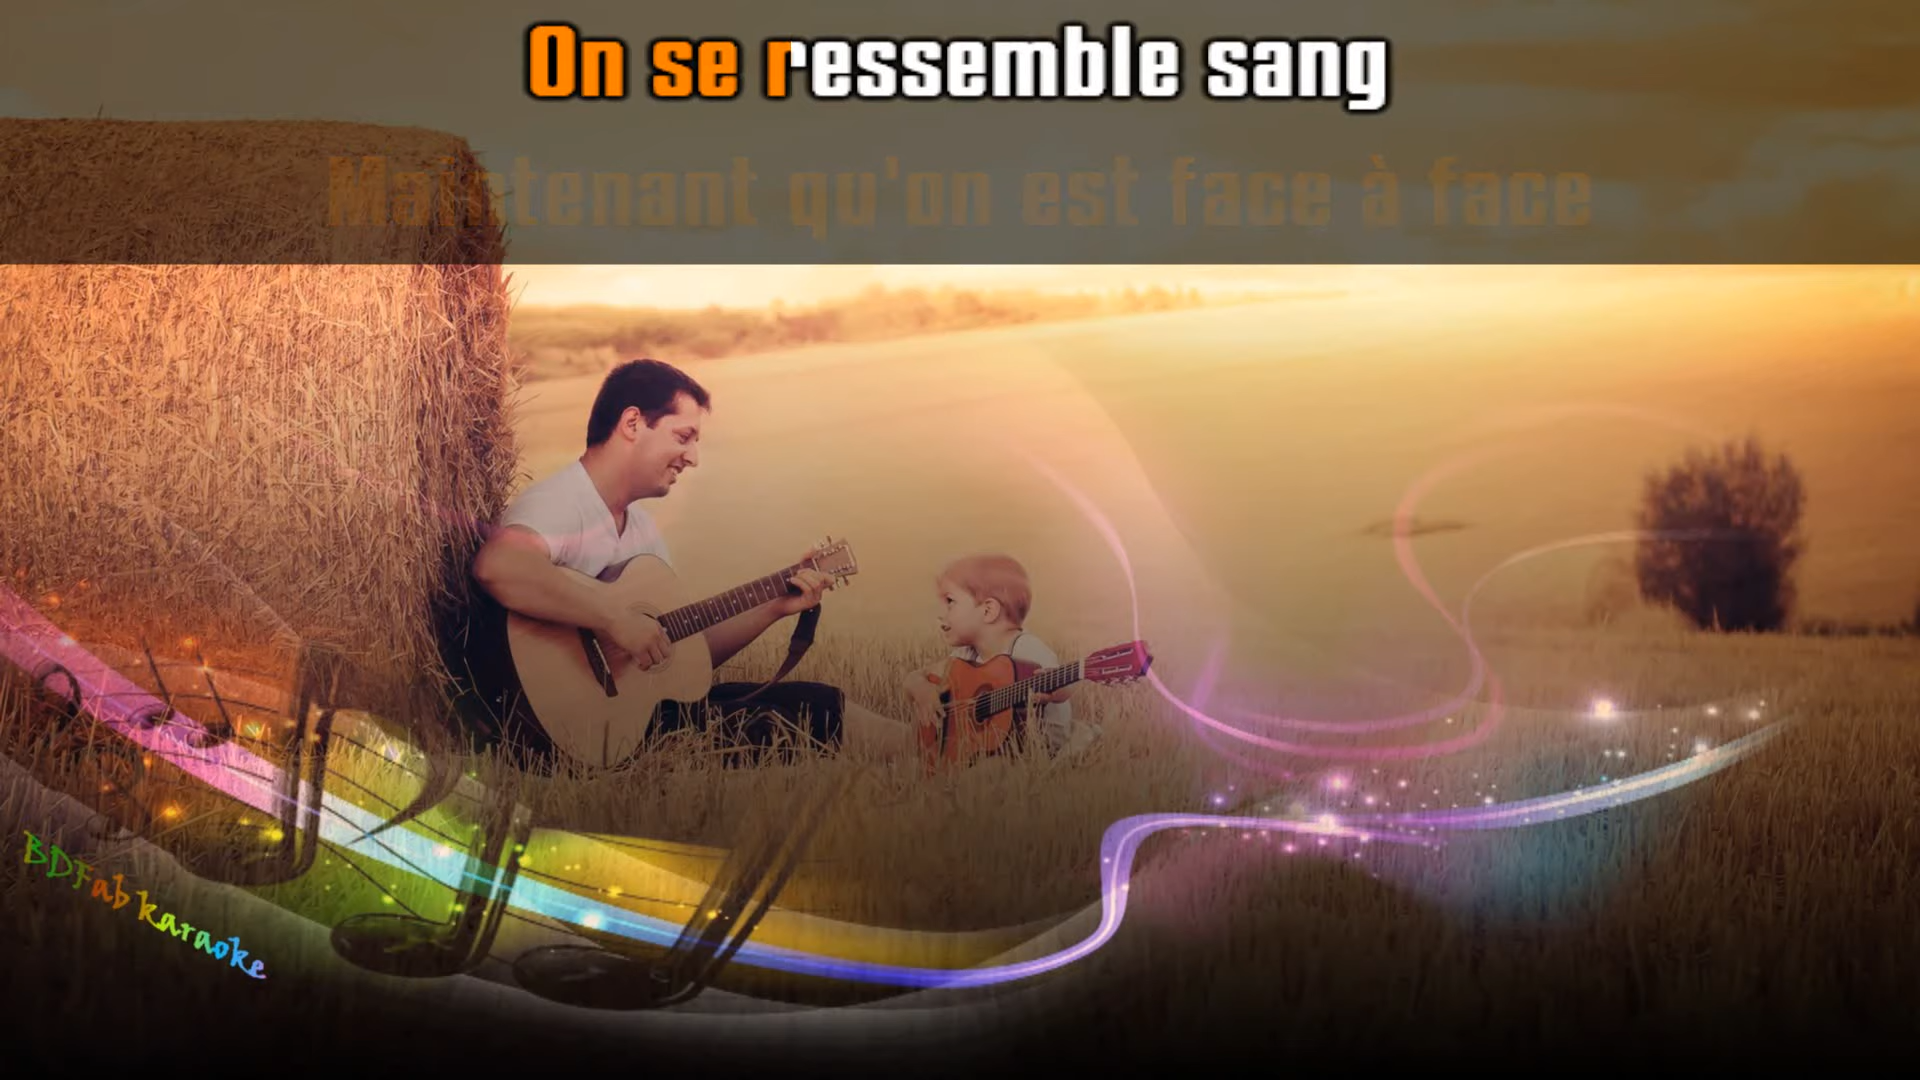 On se ressemble sang
Maintenant qu'on est face à face
BDFab karaoke